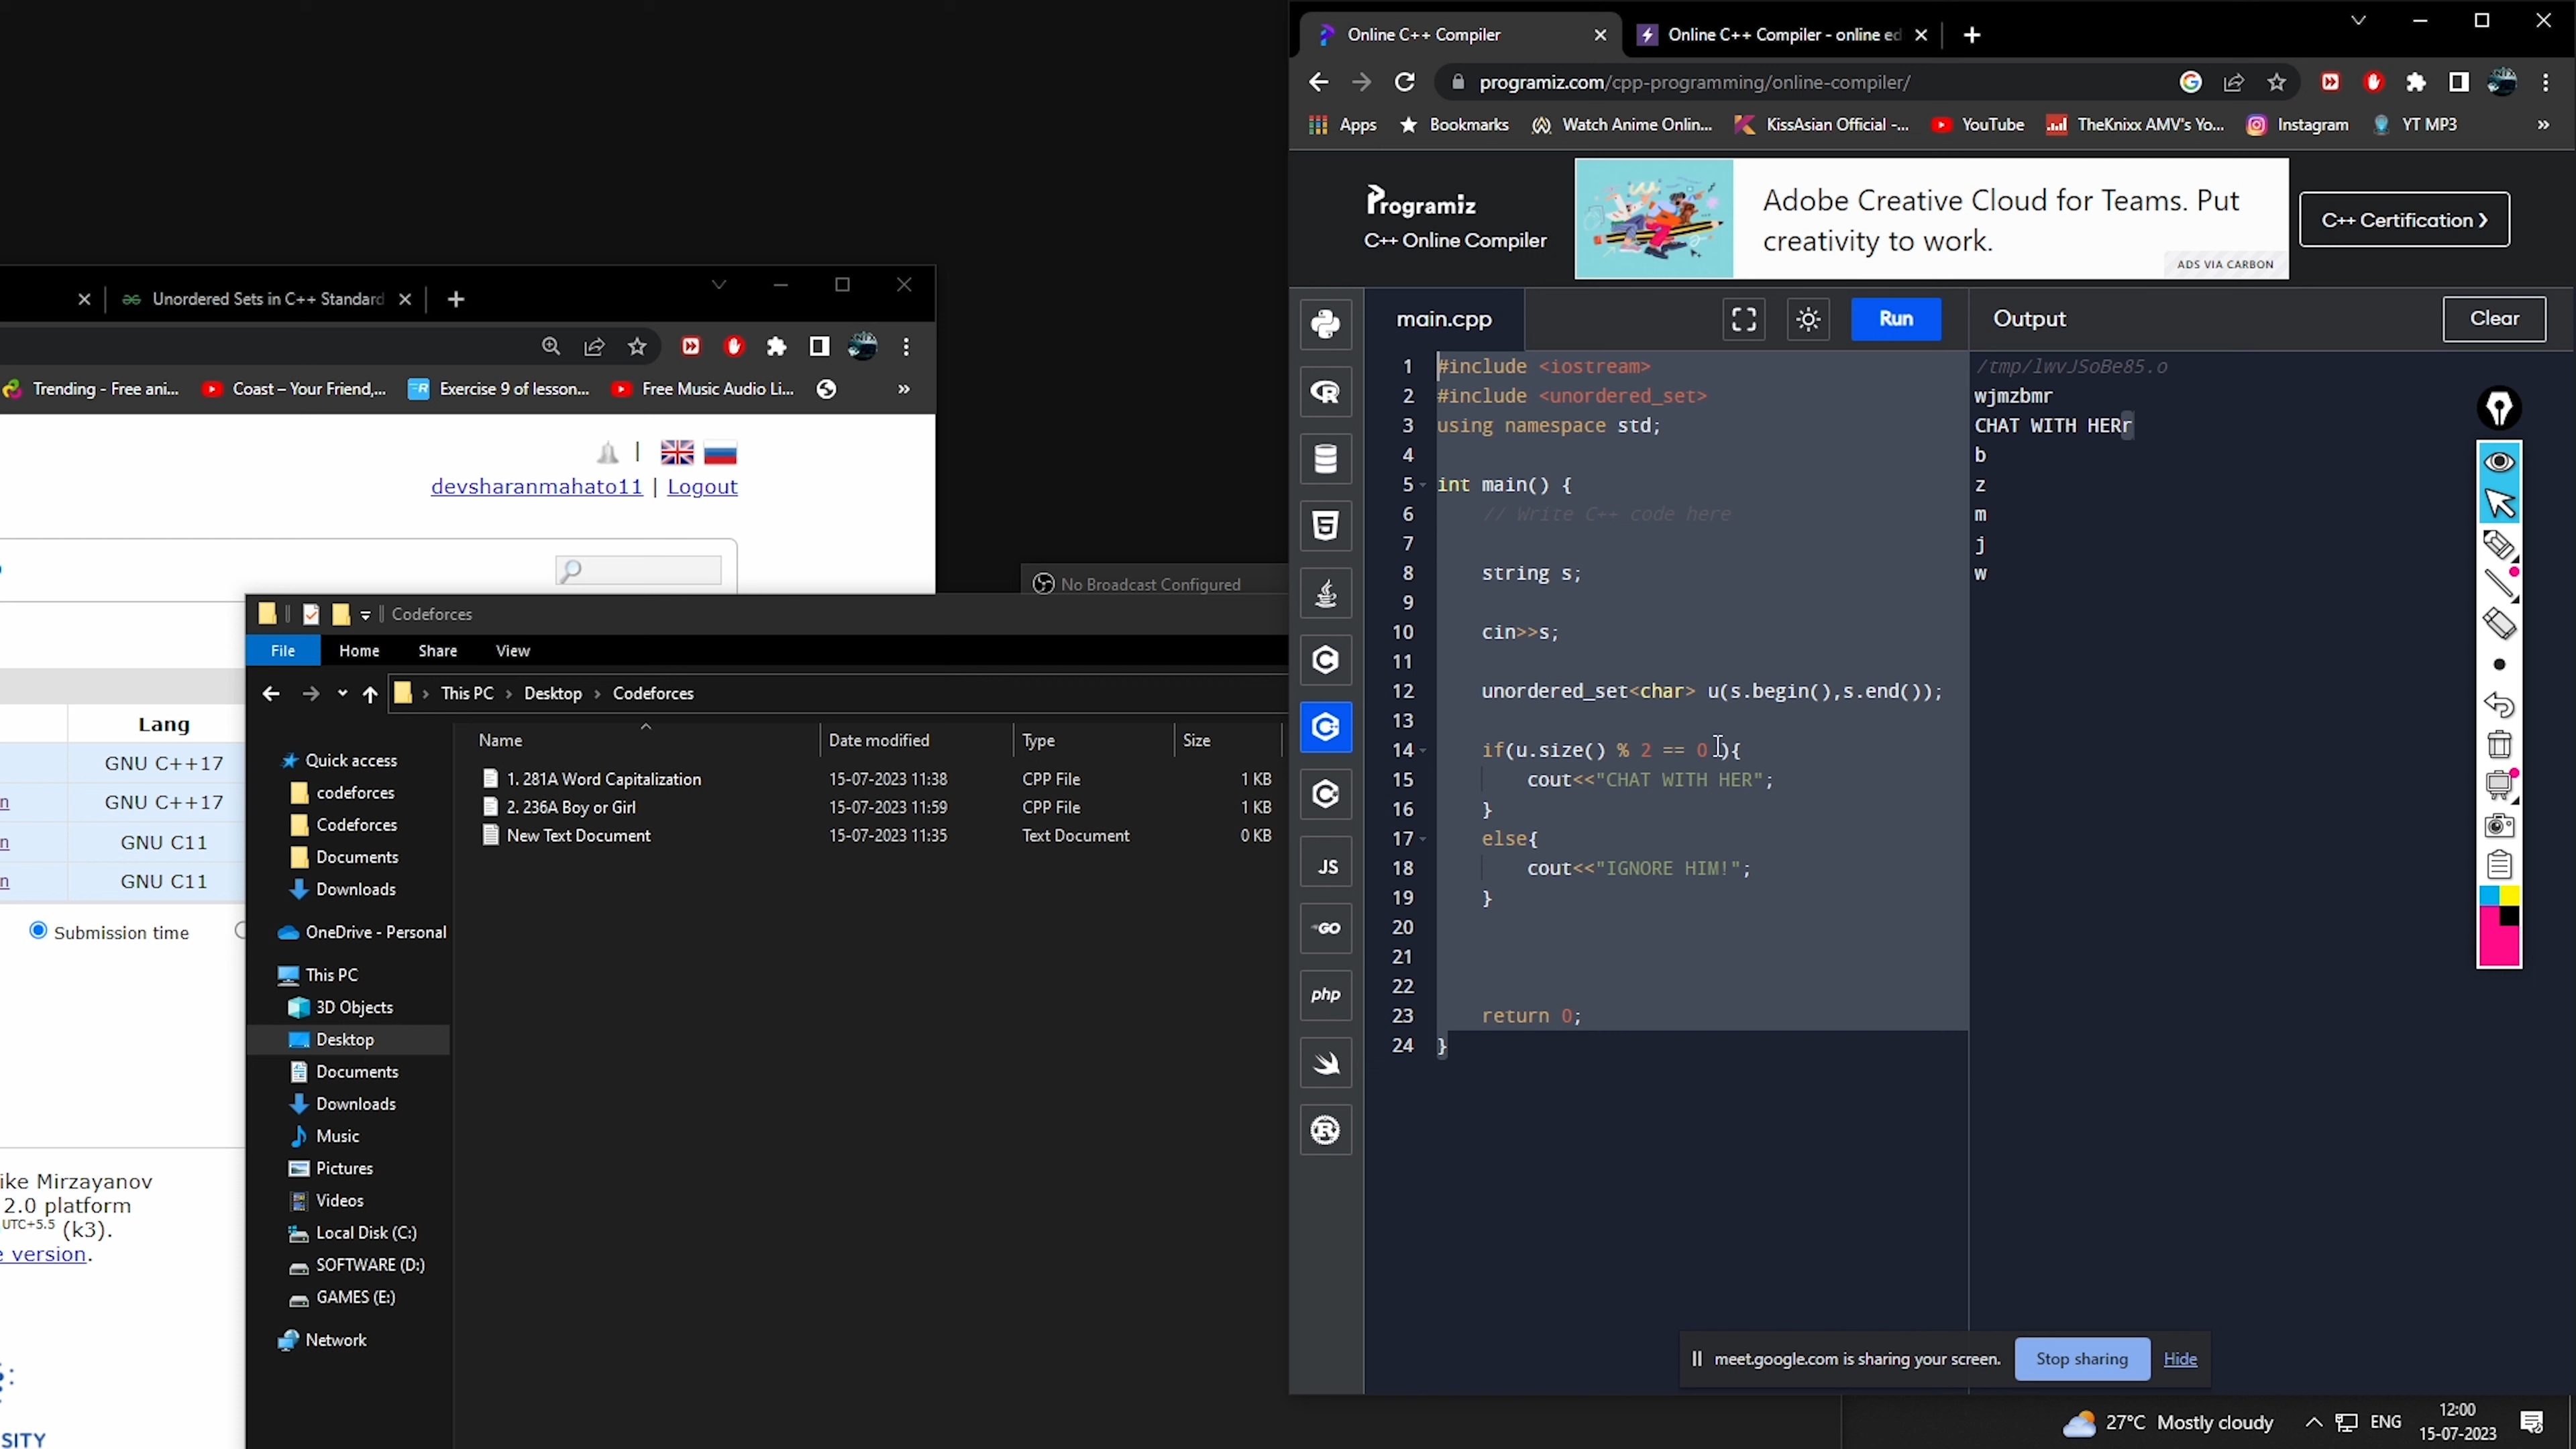 Online C++ Compiler
Online C++ Compiler - online ed
programiz.com/cpp-programming/online-compiler/
Apps
Bookmarks
Watch Anime Onlin...
KissAsian Official -...
YouTube
TheKnixx AMV's Yo...
Instagram
YT MP3
»
Programiz
C++ Online Compiler
Adobe Creative Cloud for Teams. Put
creativity to work.
ADS VIA CARBON
C++ Certification ›
main.cpp
Run
Output
Clear
1 #include <iostream>
2 #include <unordered_set>
3 using namespace std;
4
5 int main() {
6 // Write C++ code here
7
8 string s;
9
10 cin>>s;
11
12 unordered_set<char> u(s.begin(),s.end());
13
14 if(u.size() % 2 == 0 ){
15 cout<<"CHAT WITH HER";
16 }
17 else{
18 cout<<"IGNORE HIM!";
19 }
20
21
22
23 return 0;
24 }
/tmp/lwvJSoBe85.o
wjmzbmr
CHAT WITH HERr
b
z
m
j
w
JS
GO
php
Unordered Sets in C++ Standard
Trending - Free ani...
Coast – Your Friend,...
Exercise 9 of lesson...
Free Music Audio Li...
»
devsharanmahato11 | Logout
No Broadcast Configured
Lang
GNU C++17
n GNU C++17
n GNU C11
n GNU C11
Submission time
ike Mirzayanov
2.0 platform
UTC+5.5 (k3).
e version.
SITY
Codeforces
File
Home
Share
View
This PC
Desktop
Codeforces
Name
Date modified
Type
Size
1. 281A Word Capitalization 15-07-2023 11:38 CPP File 1 KB
2. 236A Boy or Girl 15-07-2023 11:59 CPP File 1 KB
New Text Document 15-07-2023 11:35 Text Document 0 KB
Quick access
codeforces
Codeforces
Documents
Downloads
OneDrive - Personal
This PC
3D Objects
Desktop
Documents
Downloads
Music
Pictures
Videos
Local Disk (C:)
SOFTWARE (D:)
GAMES (E:)
Network
meet.google.com is sharing your screen.
Stop sharing
Hide
27°C Mostly cloudy
ENG
12:00
15-07-2023